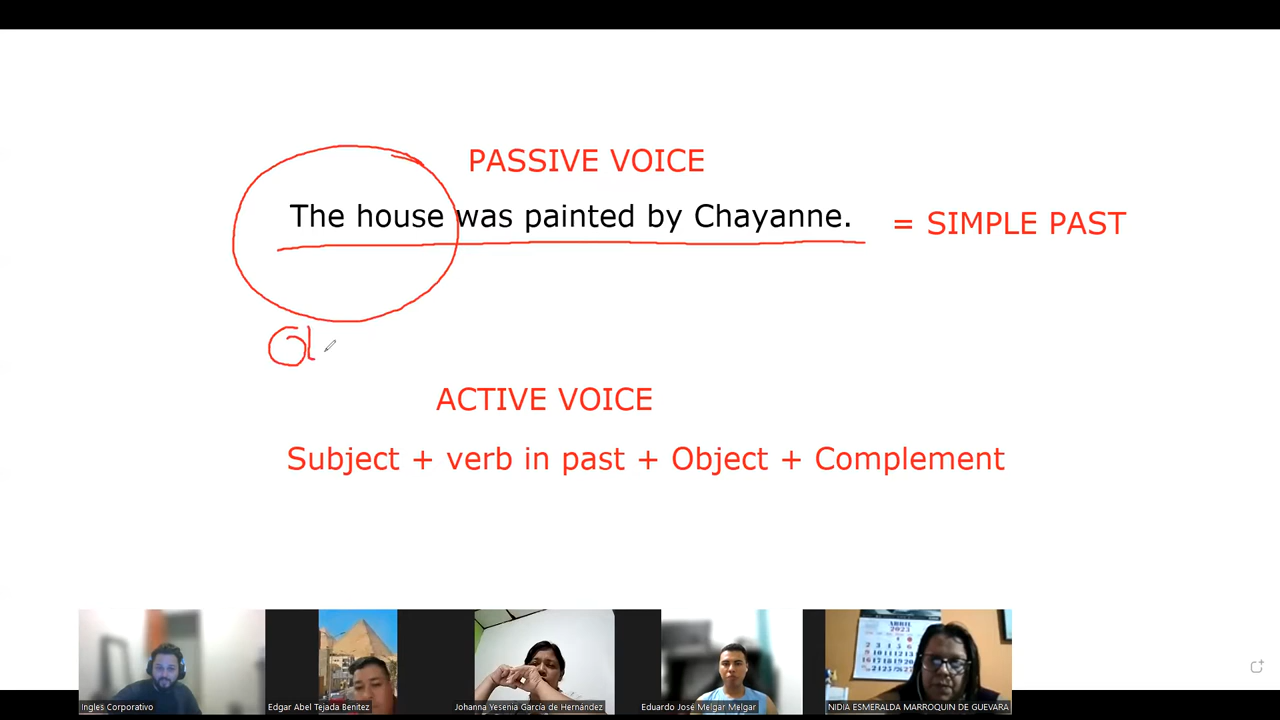 PASSIVE VOICE
The house was painted by Chayanne.
= SIMPLE PAST
ACTIVE VOICE
Subject + verb in past + Object + Complement
ABRIL
2023
Ingles Corporativo
Edgar Abel Tejada Benitez
Johanna Yesenia García de Hernández
Eduardo José Melgar Melgar
NIDIA ESMERALDA MARROQUIN DE GUEVARA